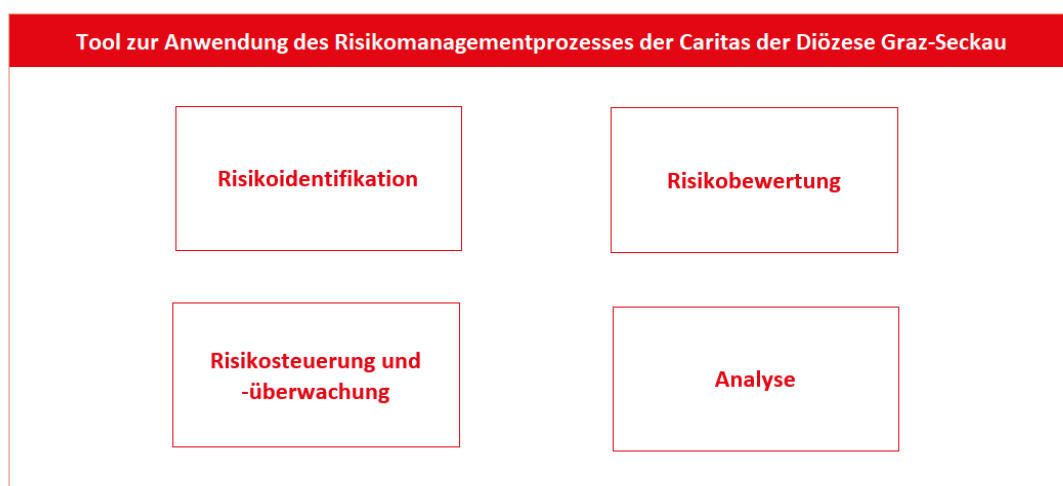 Tool zur Anwendung des Risikomanagementprozesses der Caritas der Diözese Graz-Seckau
Risikoidentifikation
Risikobewertung
Risikosteuerung und
-überwachung
Analyse